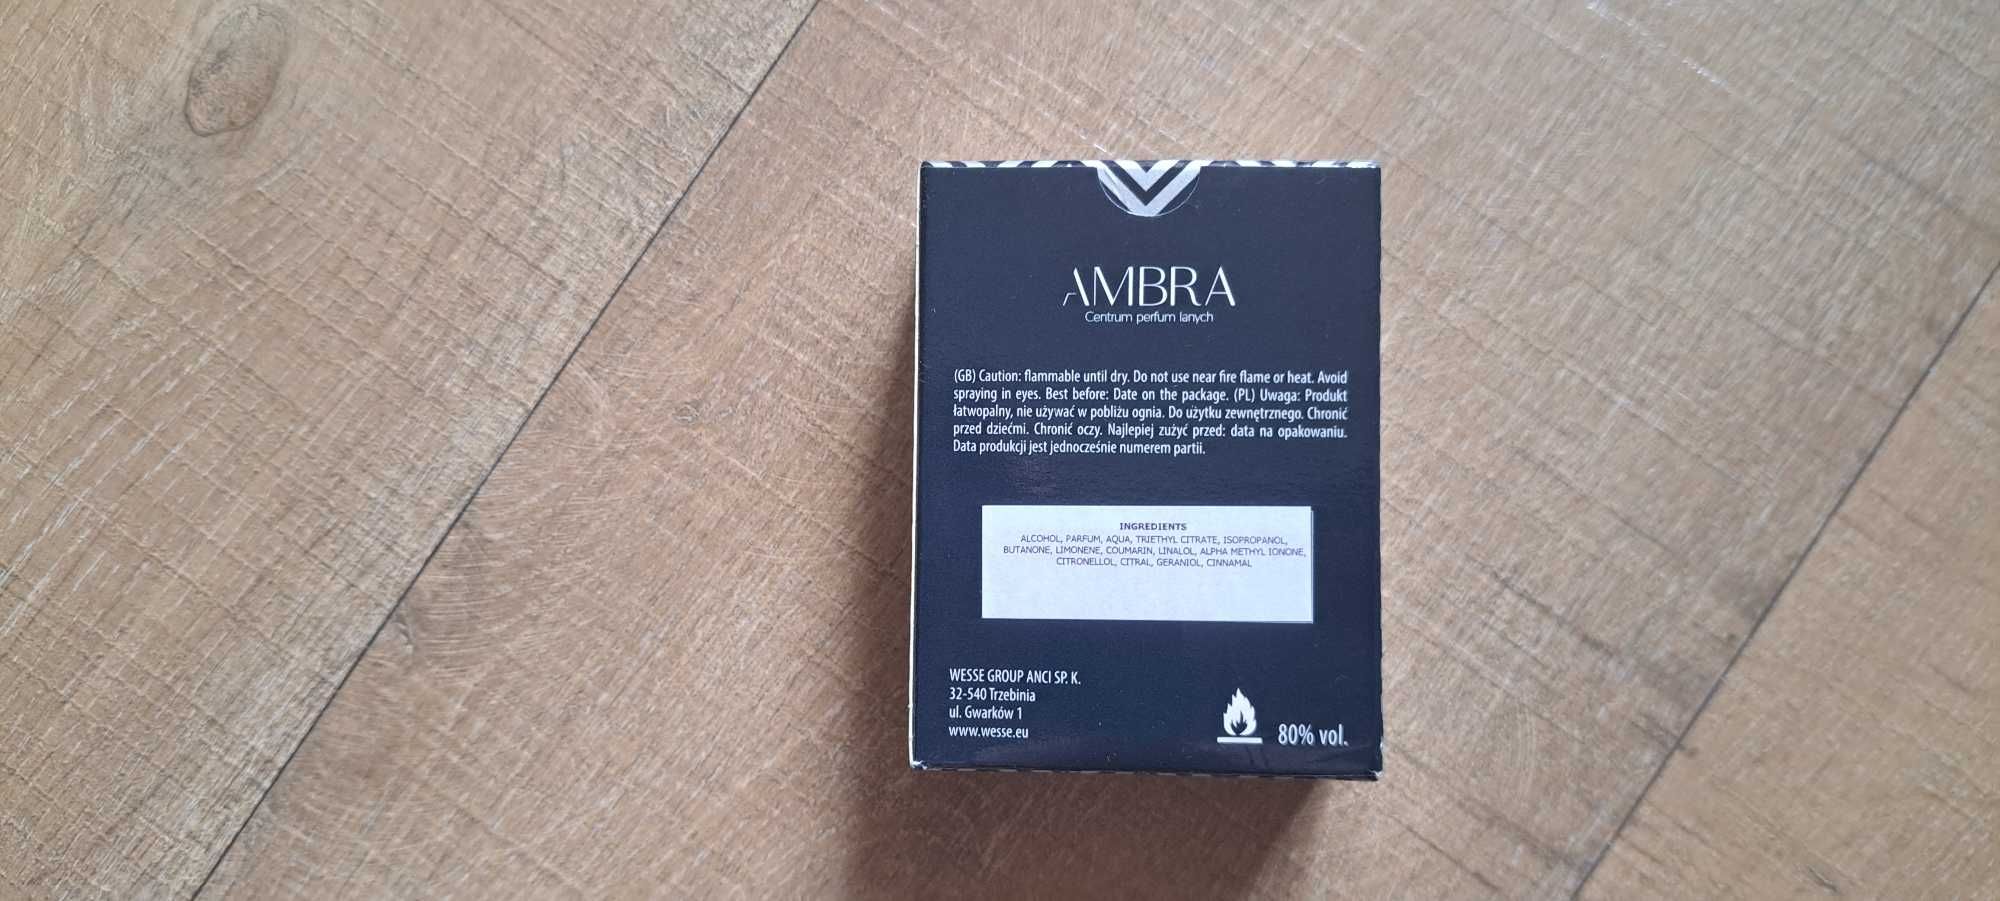 AMBRA
Centrum perfum lanych
(GB) Caution: flammable until dry. Do not use near fire flame or heat. Avoid
spraying in eyes. Best before: Date on the package. (PL) Uwaga: Produkt
łatwopalny, nie używać w pobliżu ognia. Do użytku zewnętrznego. Chronić
przed dziećmi. Chronić oczy. Najlepiej zużyć przed: data na opakowaniu.
Data produkcji jest jednocześnie numerem partii.
INGREDIENTS
ALCOHOL, PARFUM, AQUA, TRIETHYL CITRATE, ISOPROPANOL,
BUTANONE, LIMONENE, COUMARIN, LINALOL, ALPHA METHYL IONONE,
CITRONELLOL, CITRAL, GERANIOL, CINNAMAL
WESSE GROUP ANCI SP. K.
32-540 Trzebinia
ul. Gwarków 1
www.wesse.eu
80% vol.